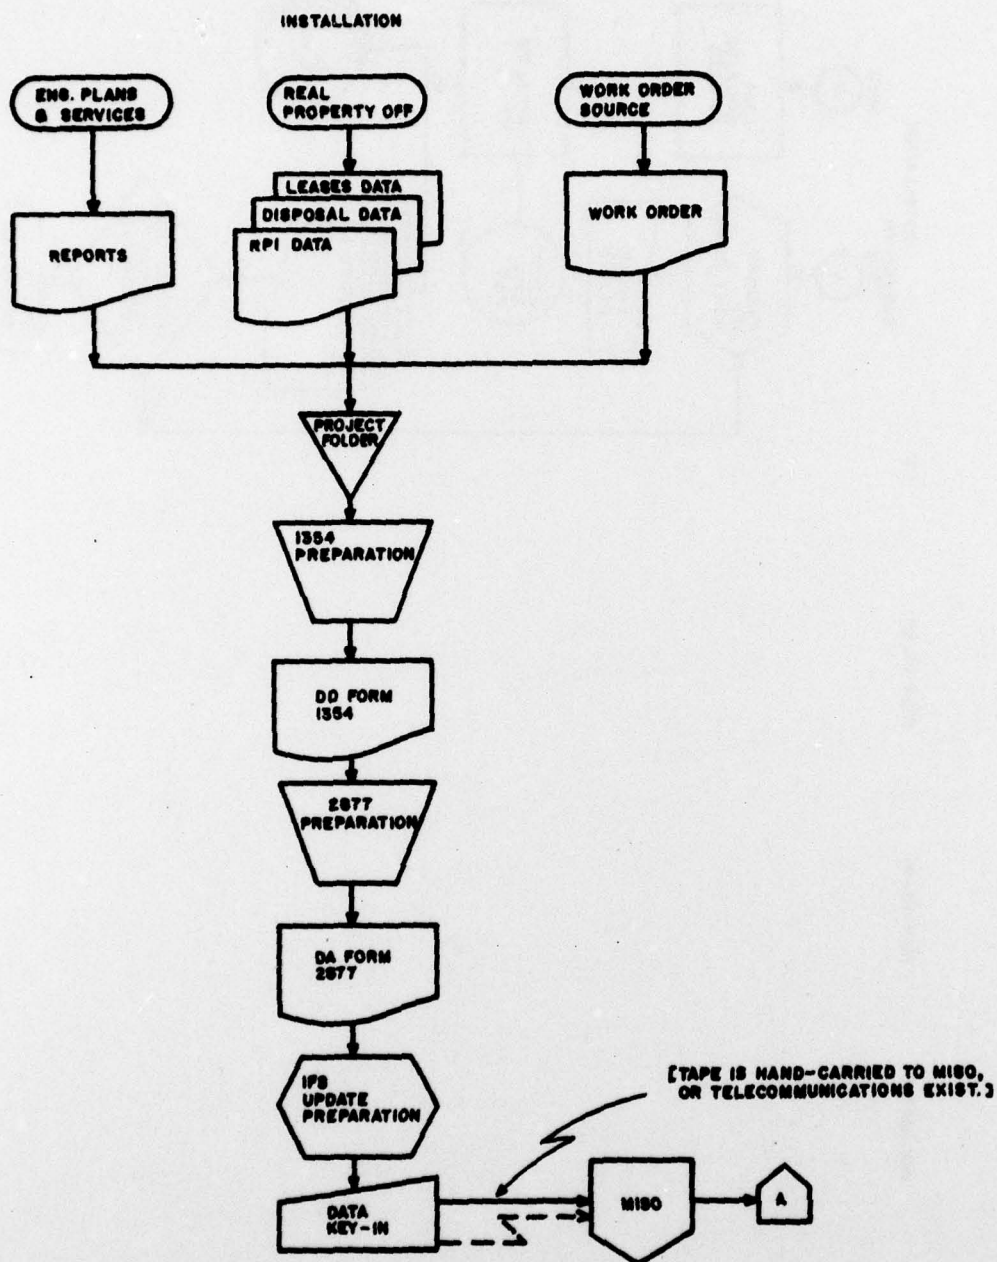 INSTALLATION
ENG. PLANS
& SERVICES
REAL
PROPERTY OFF
WORK ORDER
SOURCE
LEASES DATA
DISPOSAL DATA
RPI DATA
REPORTS
WORK ORDER
PROJECT
FOLDER
1354
PREPARATION
DD FORM
1354
2877
PREPARATION
DA FORM
2877
IFS
UPDATE
PREPARATION
[TAPE IS HAND-CARRIED TO MISO,
OR TELECOMMUNICATIONS EXIST.]
DATA
KEY-IN
MISO
A